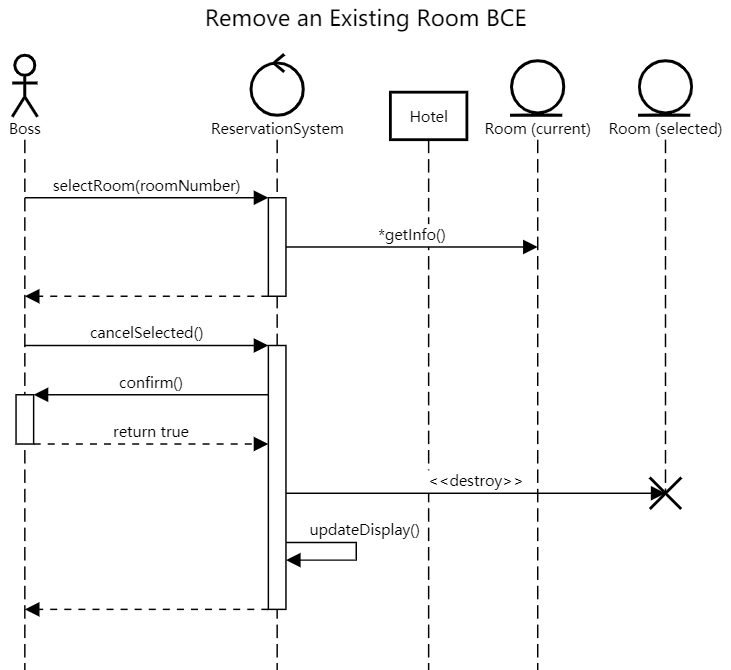 Remove an Existing Room BCE
Boss
ReservationSystem
Hotel
Room (current)
Room (selected)
selectRoom(roomNumber)
*getInfo()
cancelSelected()
confirm()
return true
<<destroy>>
updateDisplay()